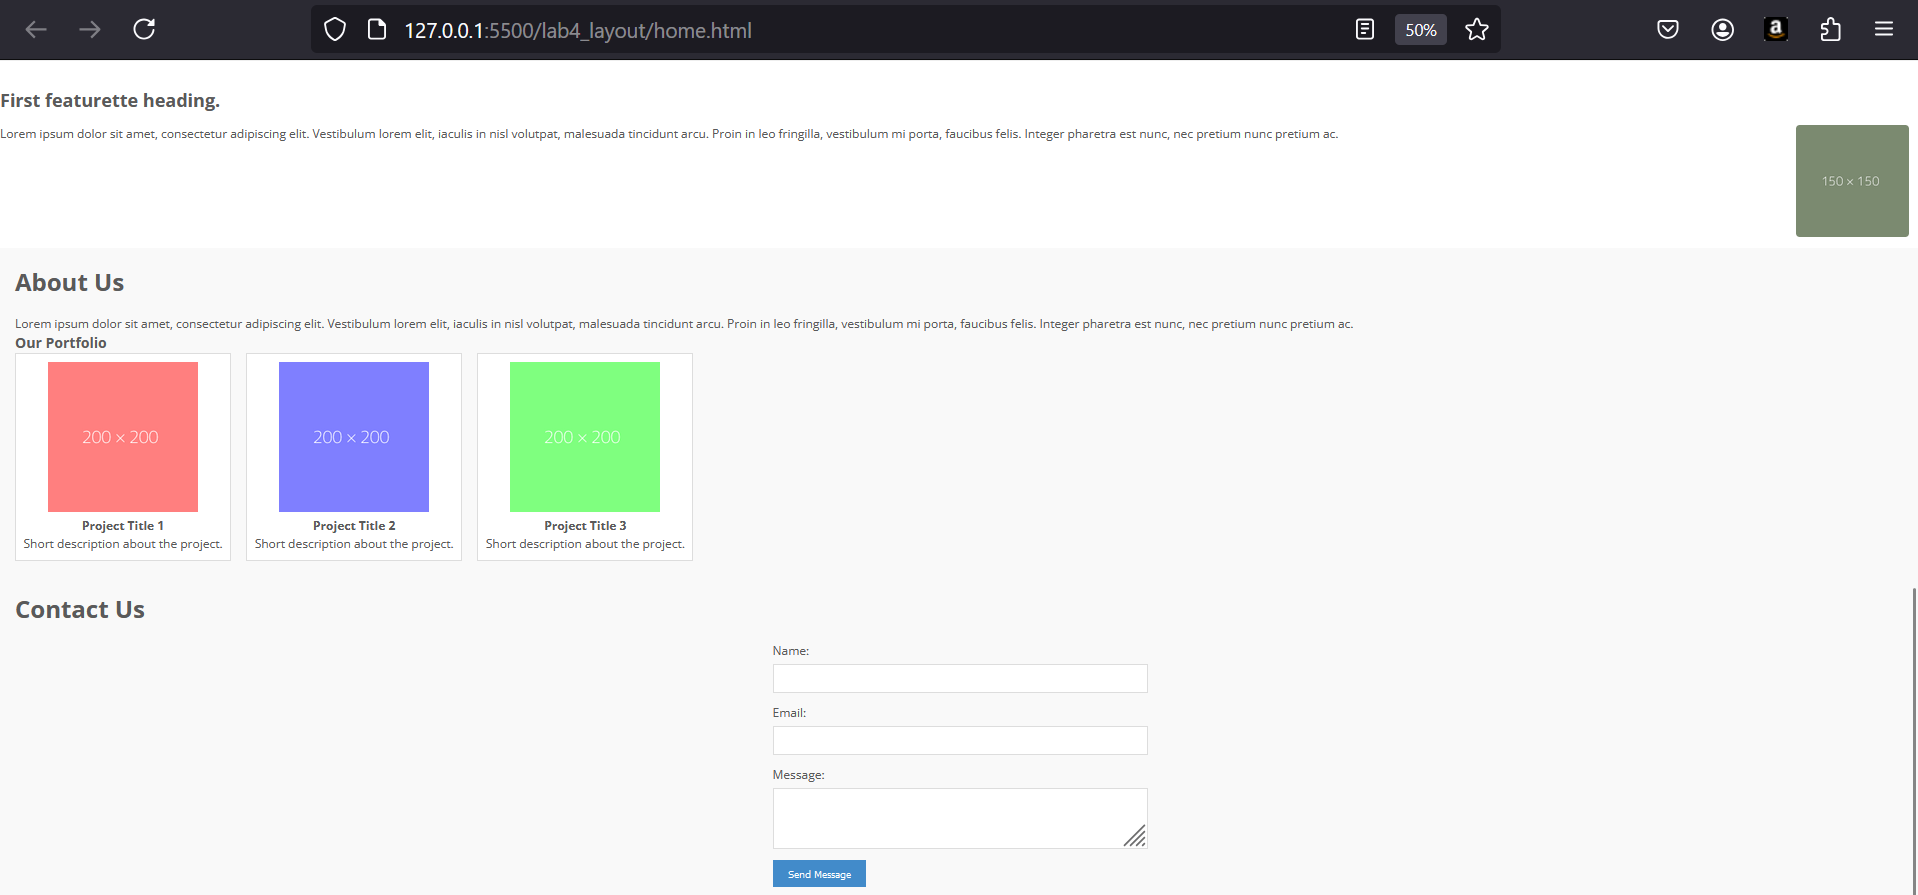 127.0.0.1:5500/lab4_layout/home.html
50%
a
First featurette heading.
Lorem ipsum dolor sit amet, consectetur adipiscing elit. Vestibulum lorem elit, iaculis in nisl volutpat, malesuada tincidunt arcu. Proin in leo fringilla, vestibulum mi porta, faucibus felis. Integer pharetra est nunc, nec pretium nunc pretium ac.
150 × 150
About Us
Lorem ipsum dolor sit amet, consectetur adipiscing elit. Vestibulum lorem elit, iaculis in nisl volutpat, malesuada tincidunt arcu. Proin in leo fringilla, vestibulum mi porta, faucibus felis. Integer pharetra est nunc, nec pretium nunc pretium ac.
Our Portfolio
200 × 200
Project Title 1
Short description about the project.
200 × 200
Project Title 2
Short description about the project.
200 × 200
Project Title 3
Short description about the project.
Contact Us
Name:
Email:
Message:
Send Message